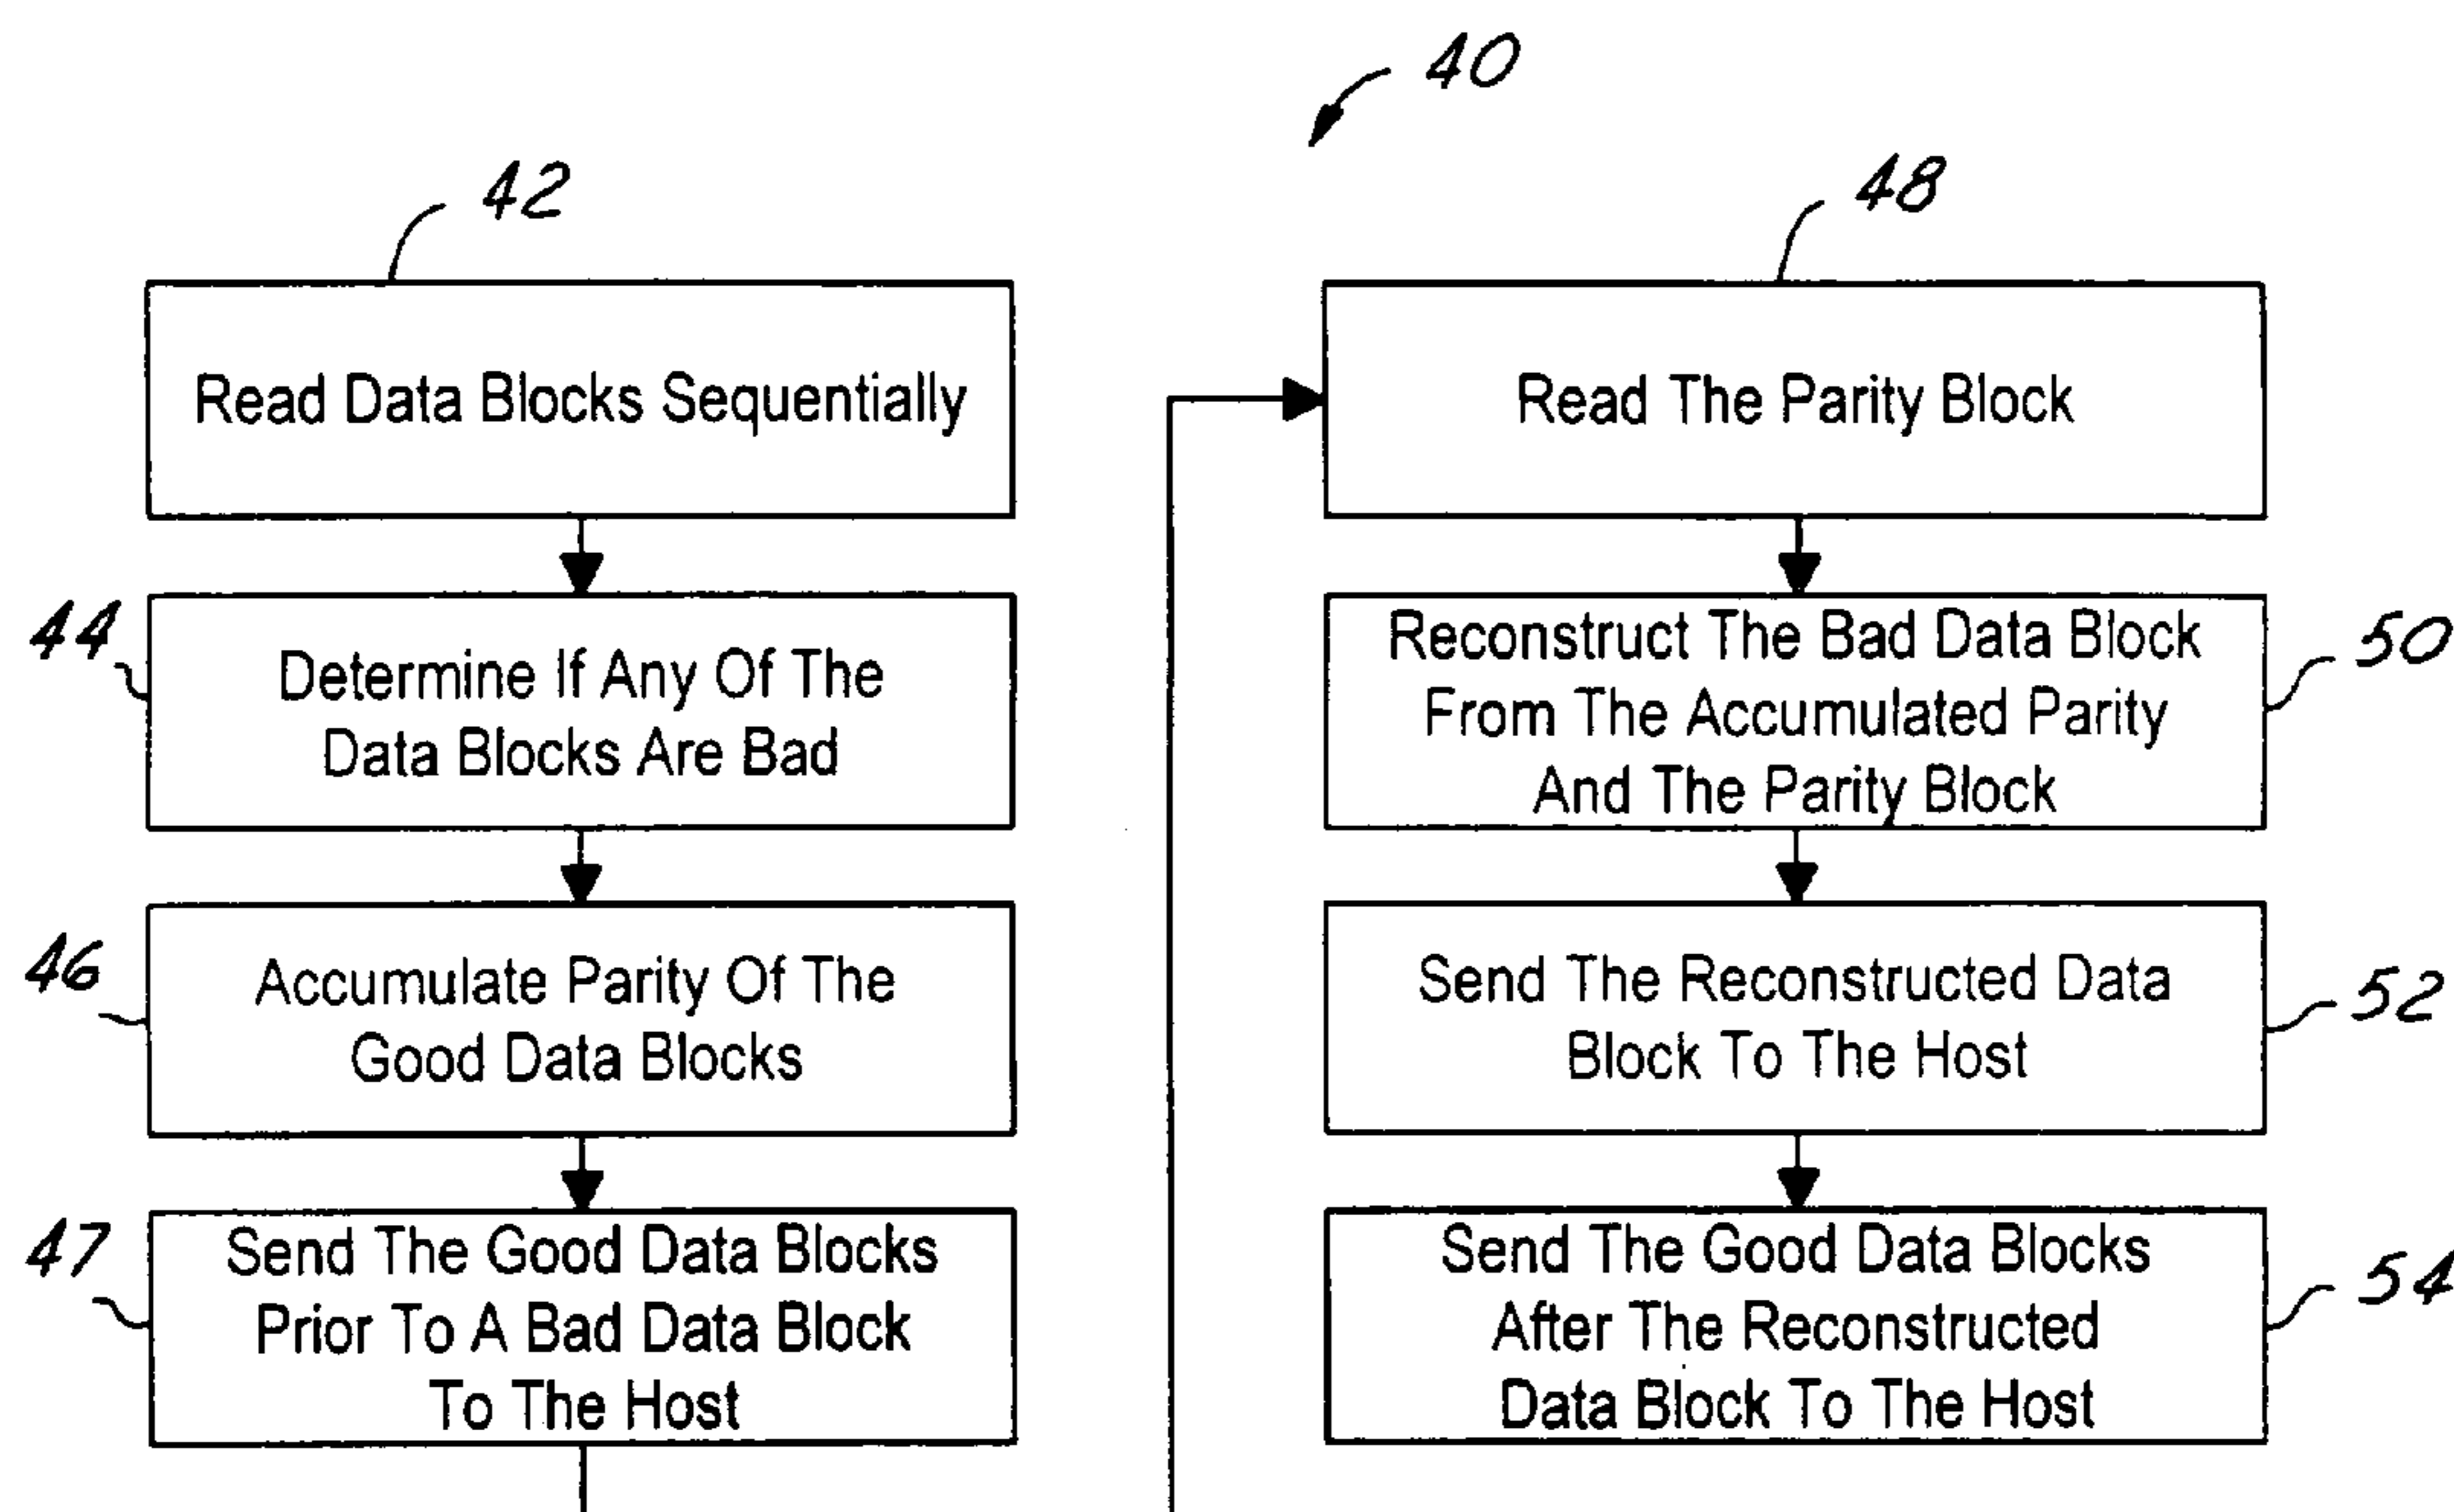 40
42
Read Data Blocks Sequentially
44
Determine If Any Of The
Data Blocks Are Bad
46
Accumulate Parity Of The
Good Data Blocks
47
Send The Good Data Blocks
Prior To A Bad Data Block
To The Host
48
Read The Parity Block
50
Reconstruct The Bad Data Block
From The Accumulated Parity
And The Parity Block
52
Send The Reconstructed Data
Block To The Host
54
Send The Good Data Blocks
After The Reconstructed
Data Block To The Host